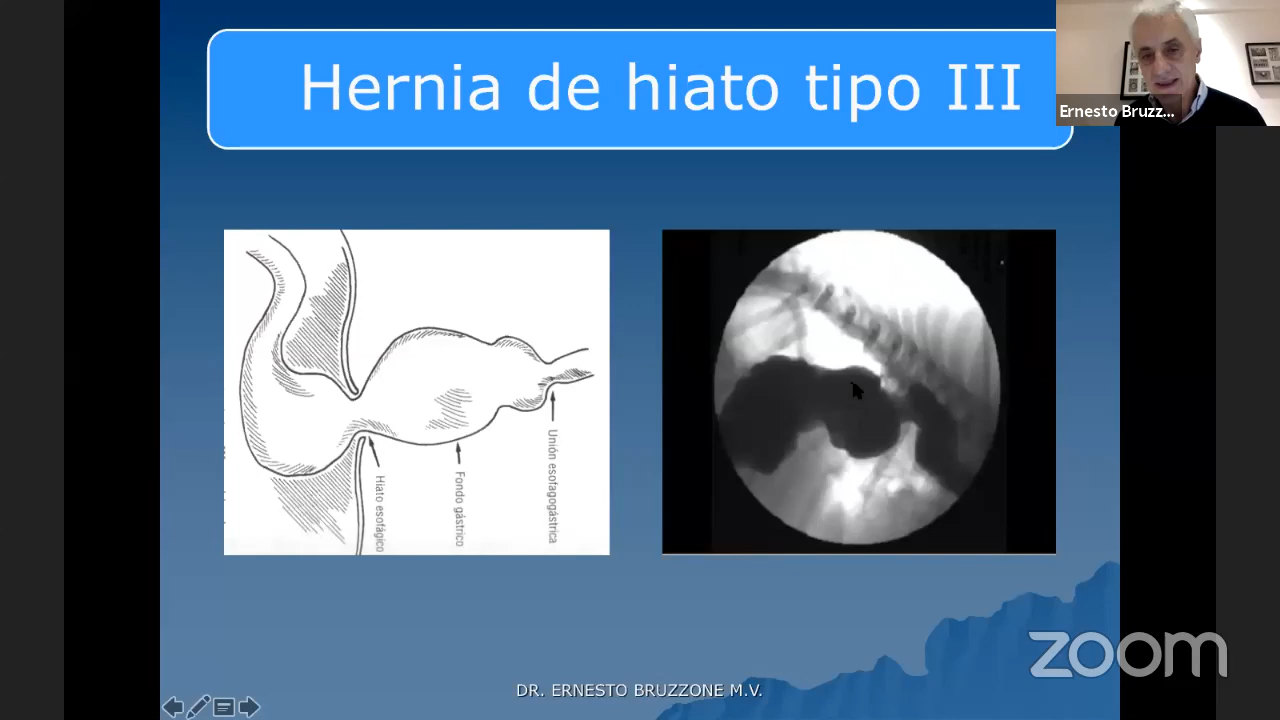 Hernia de hiato tipo III
Ernesto Bruzz...
Hiato esofágico
Fondo gástrico
Unión esofagogástrica
DR. ERNESTO BRUZZONE M.V.
zoom